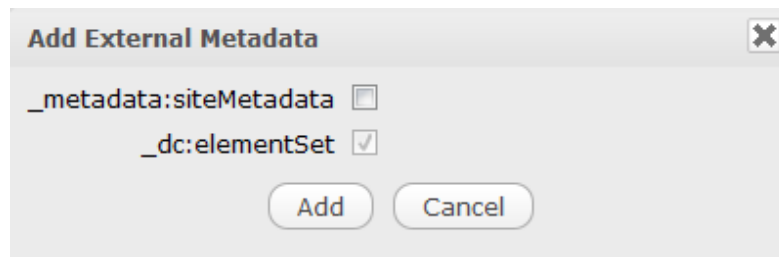 Add External Metadata
_metadata:siteMetadata
_dc:elementSet
Add Cancel